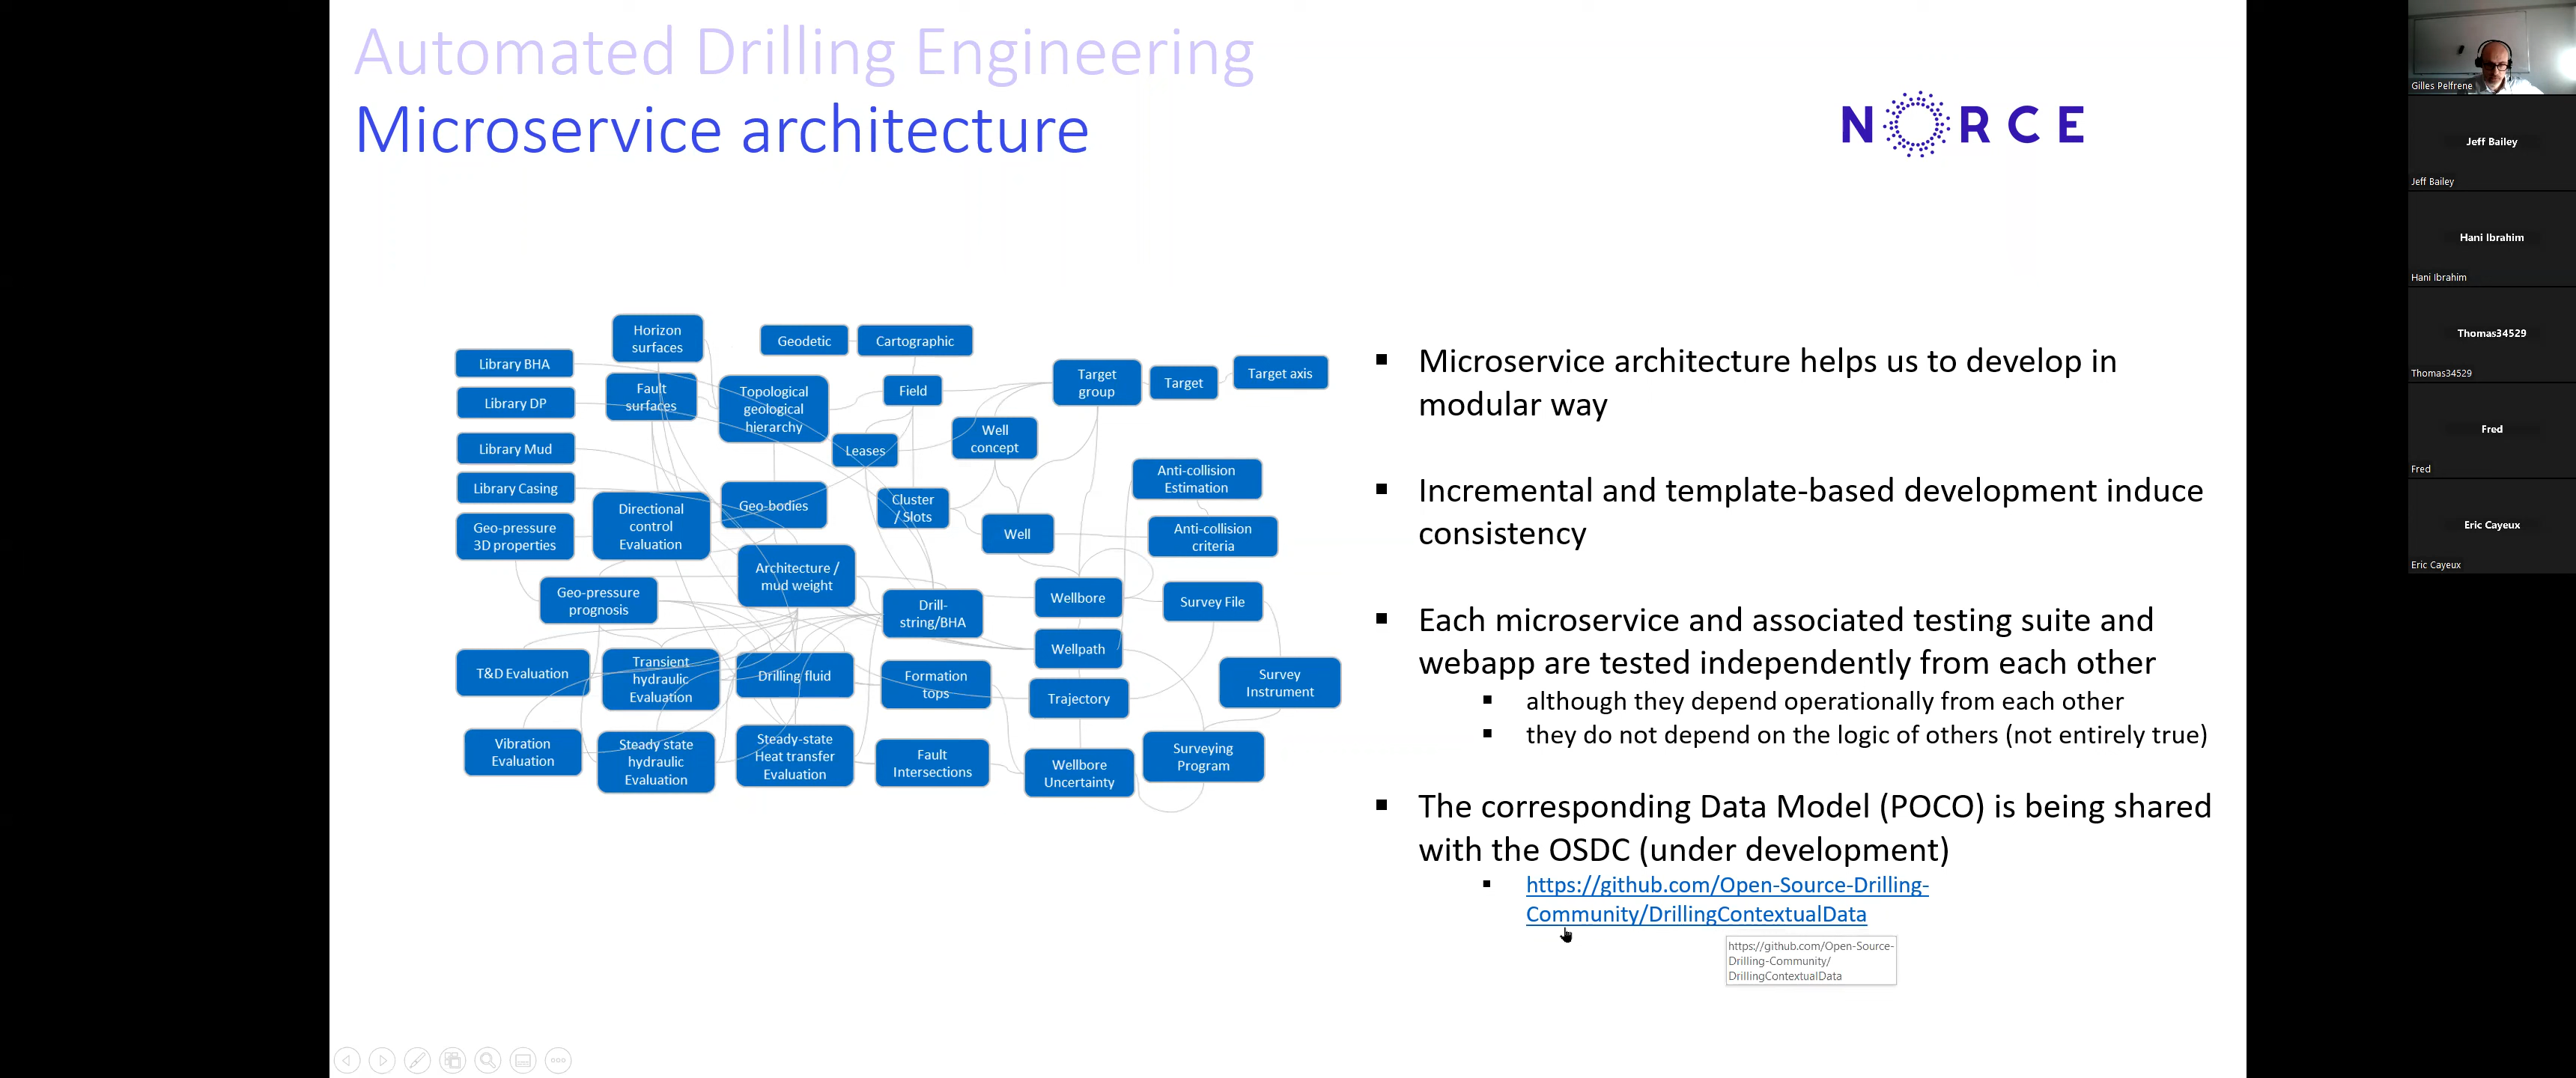 Automated Drilling Engineering
Microservice architecture
NORCE
Horizon
surfaces
Geodetic
Cartographic
Library BHA
Fault
surfaces
Topological
geological
hierarchy
Field
Target
group
Target
Target axis
Library DP
Leases
Well
concept
Library Mud
Anti-collision
Estimation
Library Casing
Directional
control
Evaluation
Geo-bodies
Cluster
/ Slots
Well
Anti-collision
criteria
Geo-pressure
3D properties
Architecture /
mud weight
Geo-pressure
prognosis
Drill-
string/BHA
Wellbore
Survey File
Wellpath
T&D Evaluation
Transient
hydraulic
Evaluation
Drilling fluid
Formation
tops
Trajectory
Survey
Instrument
Vibration
Evaluation
Steady state
hydraulic
Evaluation
Steady-state
Heat transfer
Evaluation
Fault
Intersections
Wellbore
Uncertainty
Surveying
Program
Microservice architecture helps us to develop in
modular way
Incremental and template-based development induce
consistency
Each microservice and associated testing suite and
webapp are tested independently from each other
although they depend operationally from each other
they do not depend on the logic of others (not entirely true)
The corresponding Data Model (POCO) is being shared
with the OSDC (under development)
https://github.com/Open-Source-Drilling-
Community/DrillingContextualData
https://github.com/Open-Source-
Drilling-Community/
DrillingContextualData
Gilles Pelfrene
Jeff Bailey
Jeff Bailey
Hani Ibrahim
Hani Ibrahim
Thomas34529
Thomas34529
Fred
Fred
Eric Cayeux
Eric Cayeux